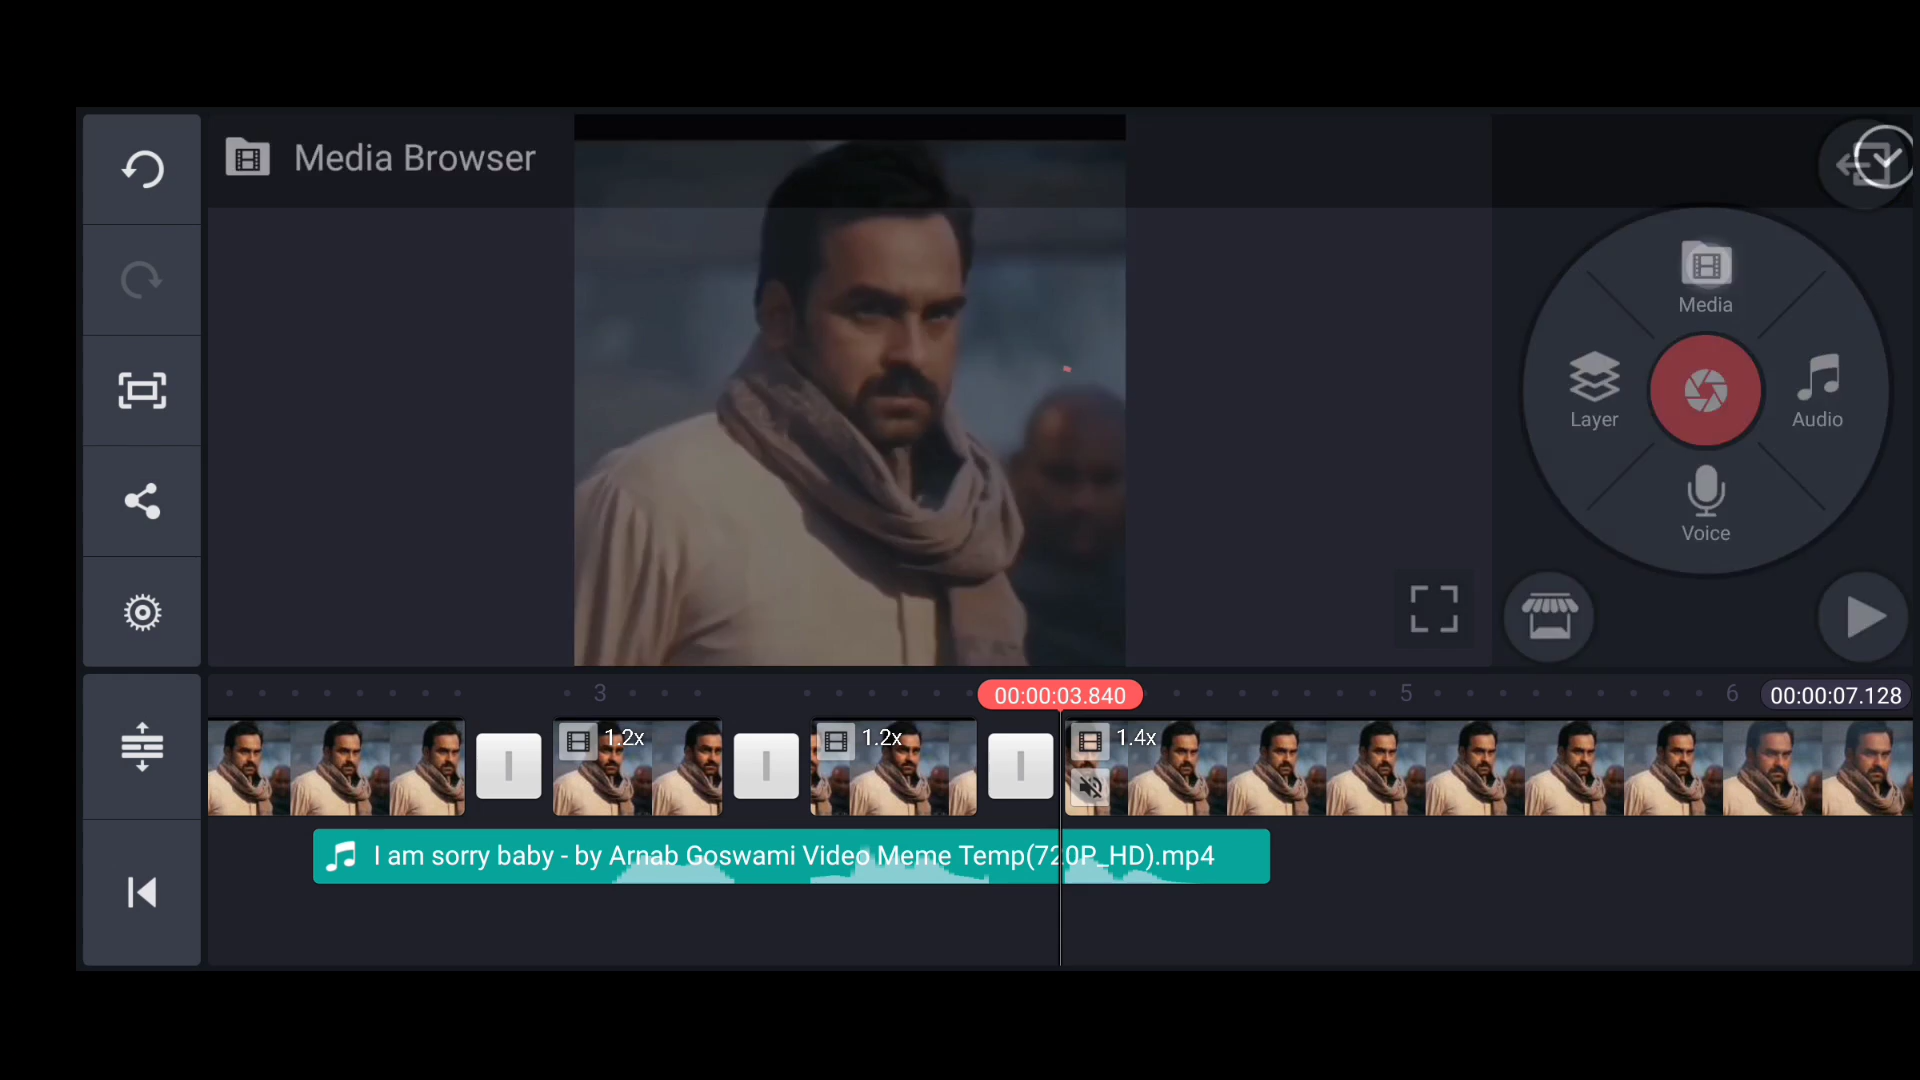 Media Browser
Media
Layer
Audio
Voice
3
00:00:03.840
5
6
00:00:07.128
1.2x
1.2x
1.4x
I am sorry baby - by Arnab Goswami Video Meme Temp(720P_HD).mp4